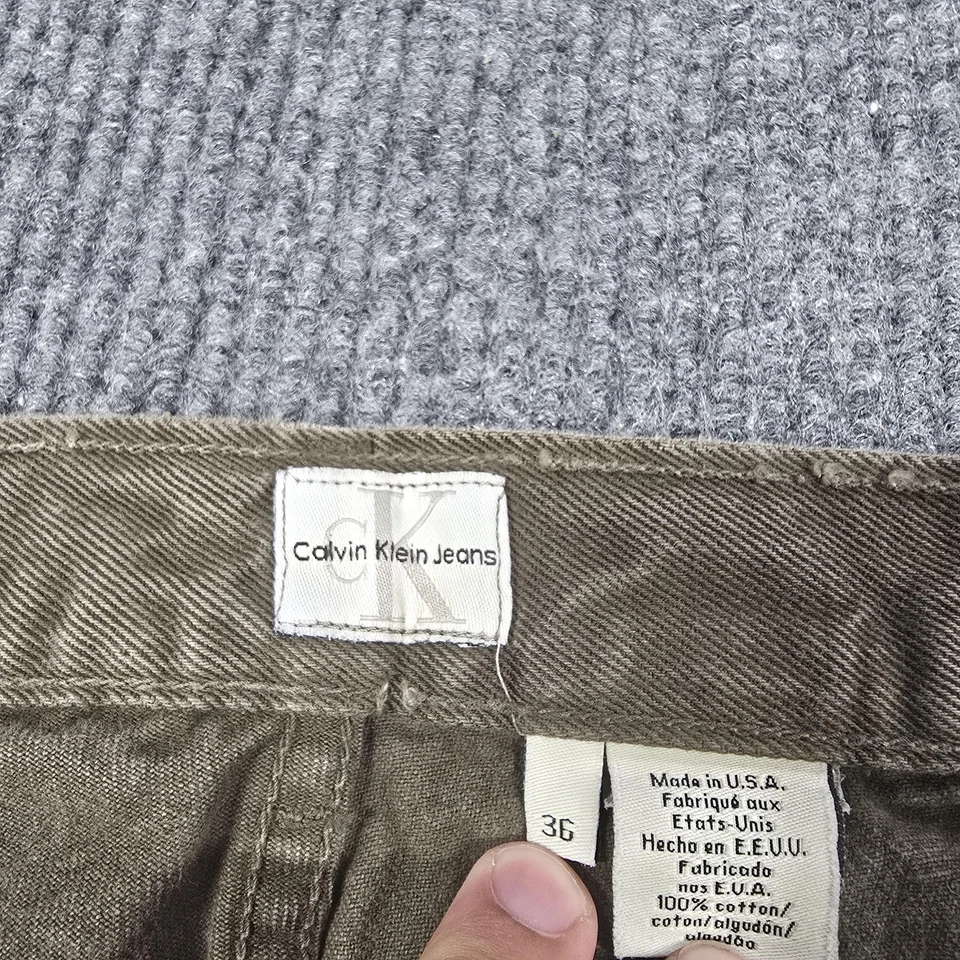 cK
Calvin Klein Jeans
36
Made in U.S.A.
Fabriqué aux
Etats-Unis
Hecho en E.E.U.U.
Fabricado
nos E.U.A.
100% cotton/
coton/algodón/
algodão